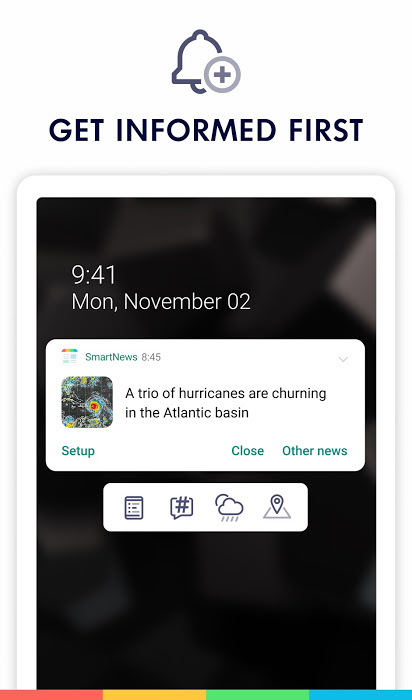 GET INFORMED FIRST
9:41
Mon, November 02
SmartNews 8:45
A trio of hurricanes are churning
in the Atlantic basin
Setup Close Other news